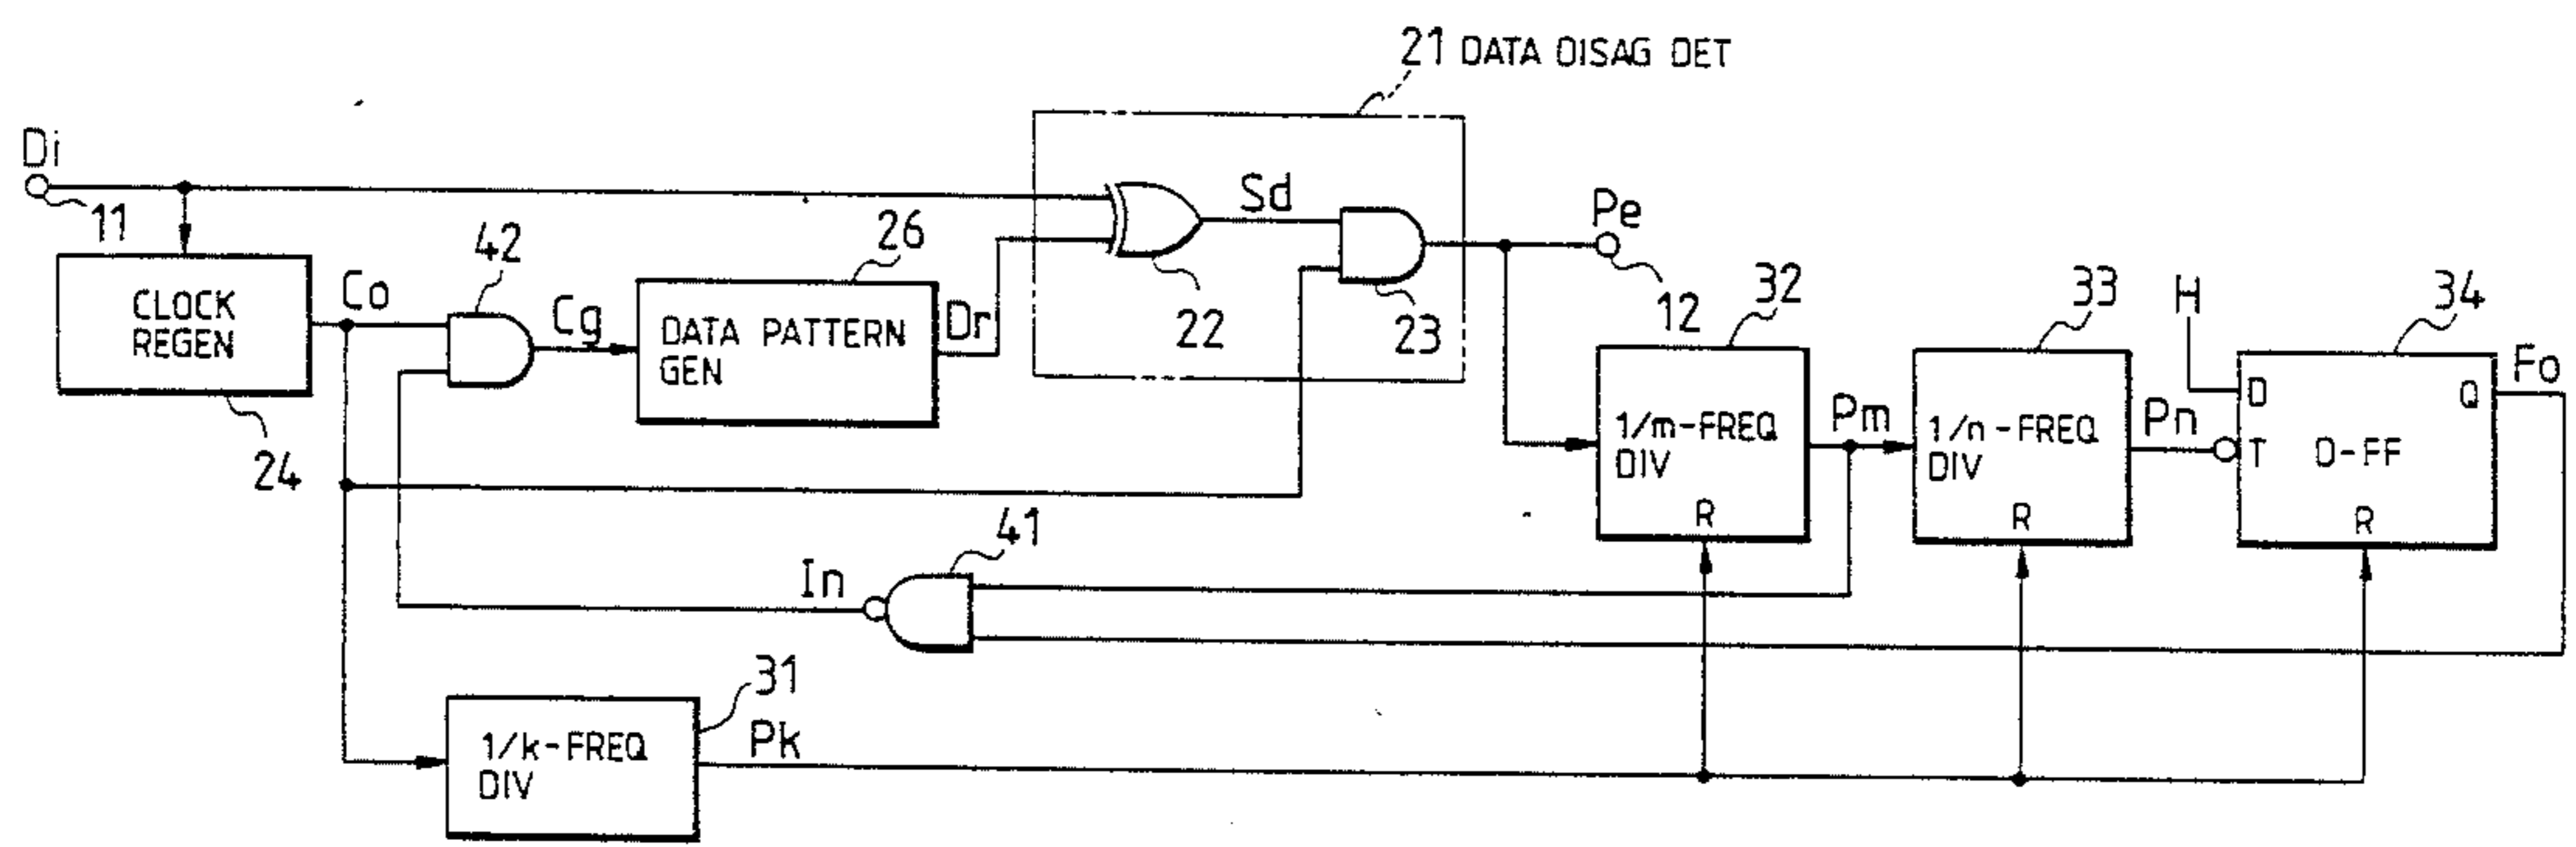 21 DATA OISAG DET
Di
11
42
26
Sd
Pe
CLOCK
REGEN
Co
Cg
DATA PATTERN
GEN
Dr
22
23
12
32
33
H
34
Fo
24
1/m-FREQ
DIV
R
Pm
1/n-FREQ
DIV
R
Pn
D
T
D-FF
Q
R
In
41
31
1/k-FREQ
DIV
Pk